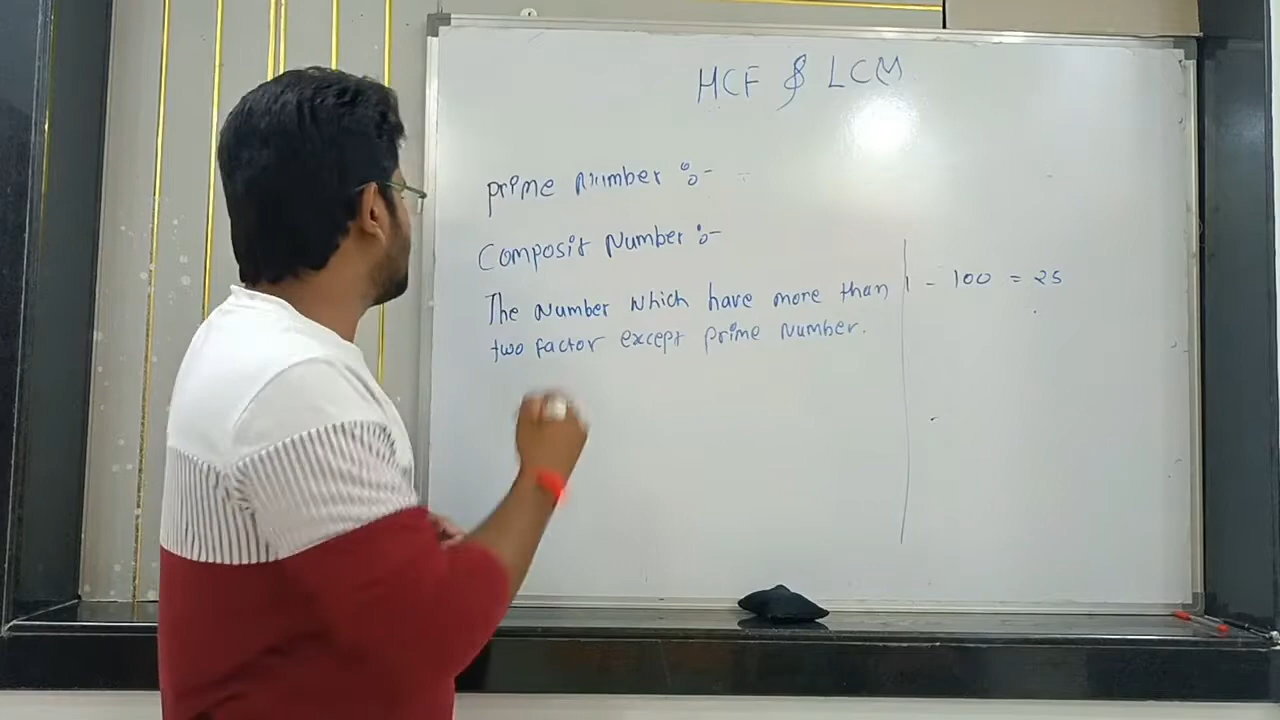 HCF & LCM
prime Number :-
Composit Number :-
The Number which have more than
two factor except prime Number.
1 - 100 = 25